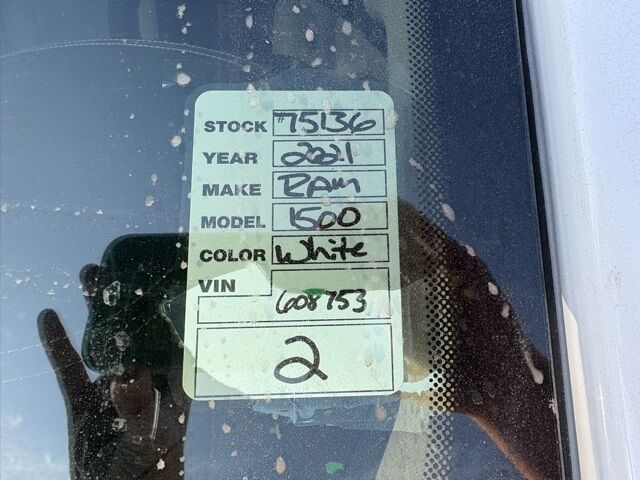 STOCK #75136
YEAR 2021
MAKE RAM
MODEL 1500
COLOR White
VIN
608753
2